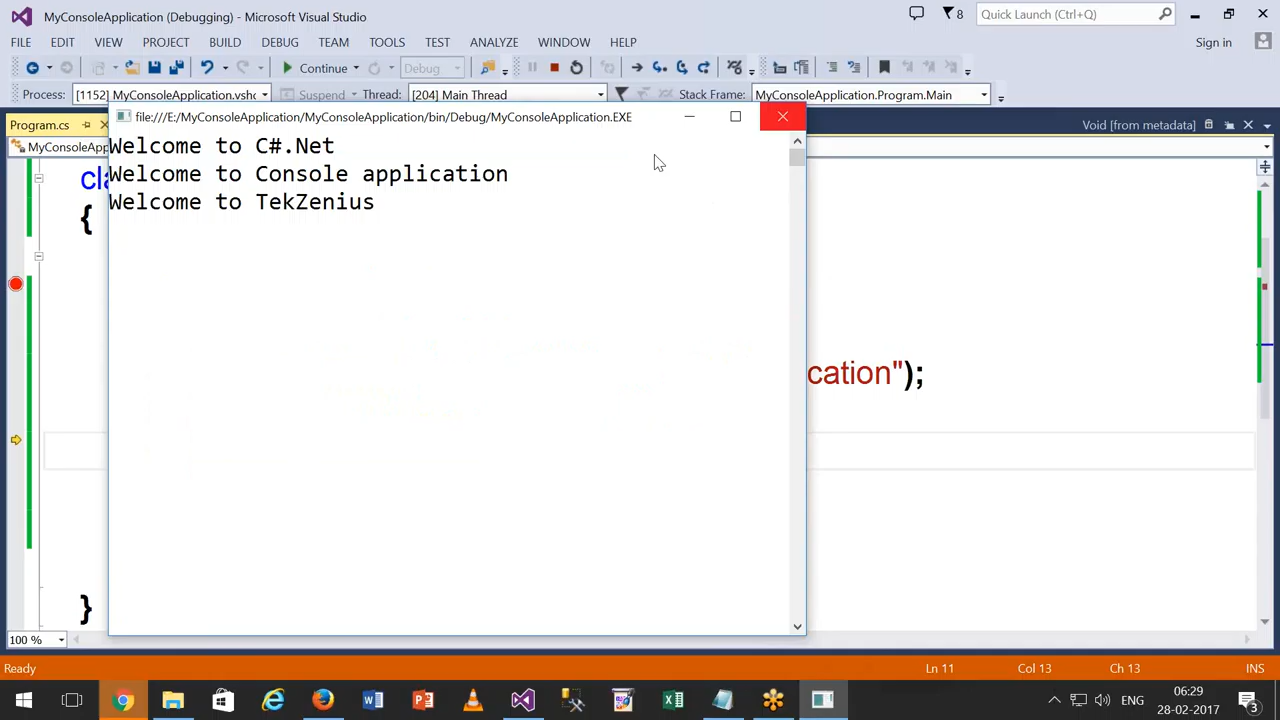 MyConsoleApplication (Debugging) - Microsoft Visual Studio
8
Quick Launch (Ctrl+Q)
FILE EDIT VIEW PROJECT BUILD DEBUG TEAM TOOLS TEST ANALYZE WINDOW HELP
Sign in
Continue
Debug
Process: [1152] MyConsoleApplication.vsho
Suspend
Thread: [204] Main Thread
Stack Frame: MyConsoleApplication.Program.Main
Program.cs
Void [from metadata]
MyConsoleApp
file:///E:/MyConsoleApplication/MyConsoleApplication/bin/Debug/MyConsoleApplication.EXE
Welcome to C#.Net
Welcome to Console application
Welcome to TekZenius
cla
{
cation");
}
100 %
Ready
Ln 11
Col 13
Ch 13
INS
ENG
06:29
28-02-2017
3